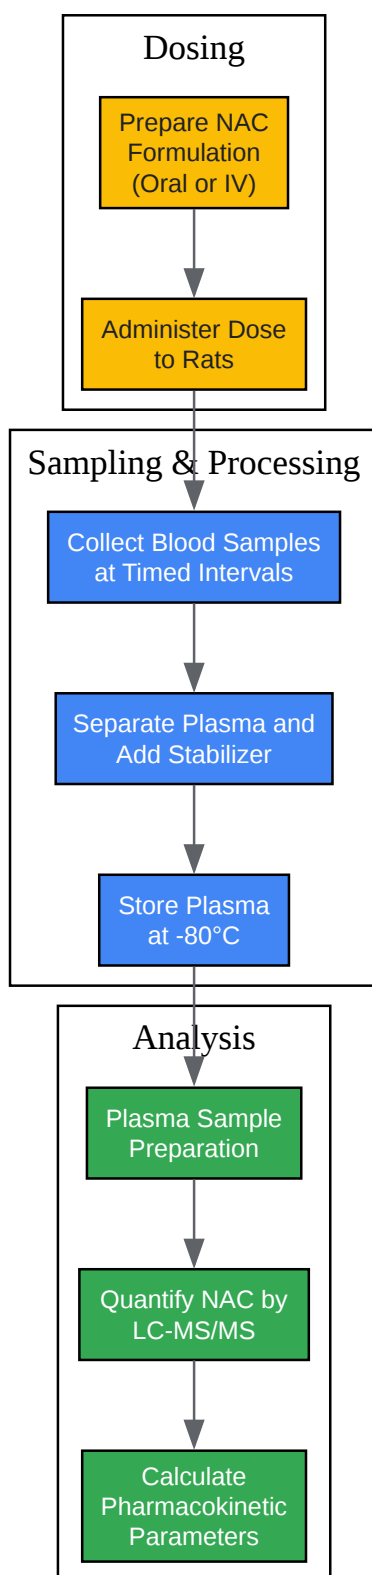 Dosing
Prepare NAC
Formulation
(Oral or IV)
Administer Dose
to Rats
Sampling & Processing
Collect Blood Samples
at Timed Intervals
Separate Plasma and
Add Stabilizer
Store Plasma
at -80°C
Analysis
Plasma Sample
Preparation
Quantify NAC by
LC-MS/MS
Calculate
Pharmacokinetic
Parameters